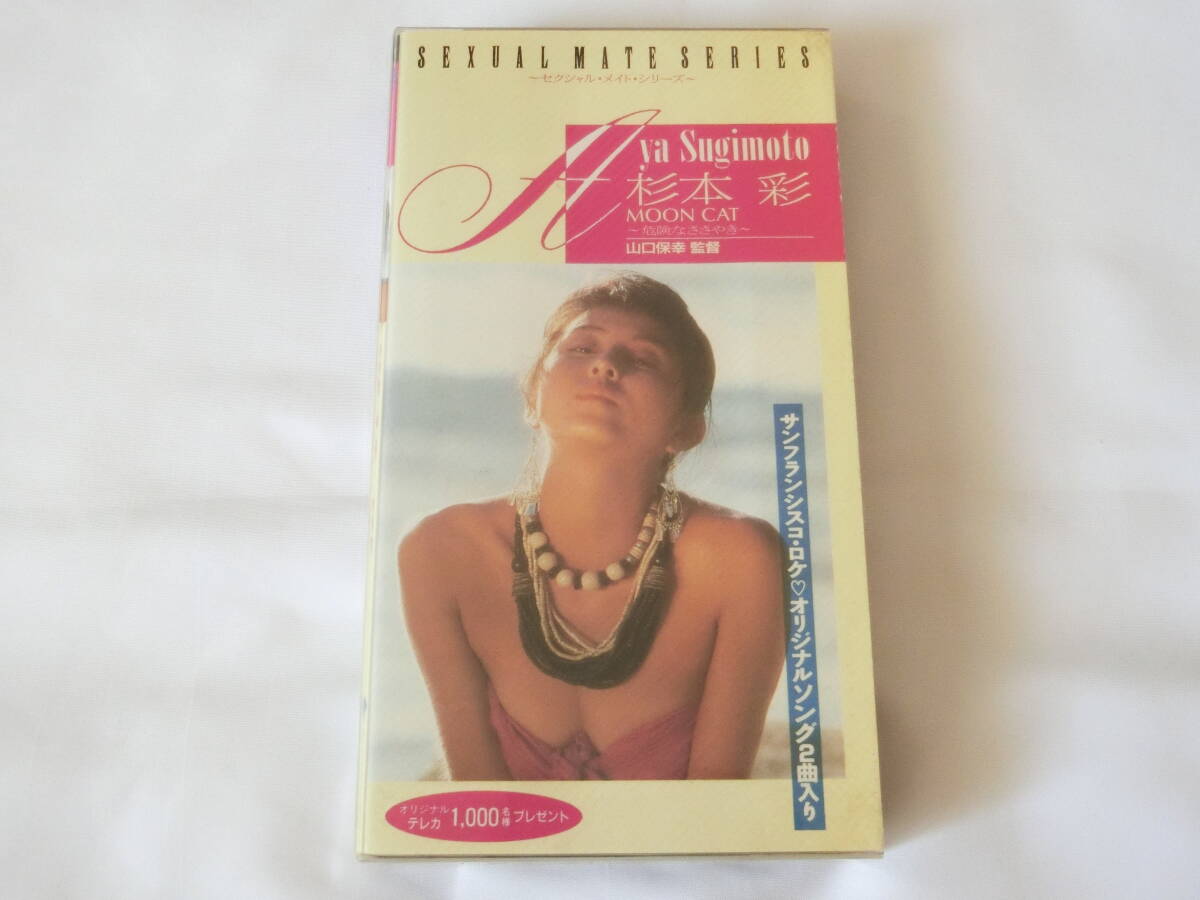 SEXUAL MATE SERIES
～セクシャル・メイト・シリーズ～
Aya Sugimoto
杉本 彩
MOON CAT
～危険なささやき～
山口保幸 監督
サンフランシスコ・ロケ♡オリジナルソング2曲入り
オリジナル
テレカ 1,000名様プレゼント